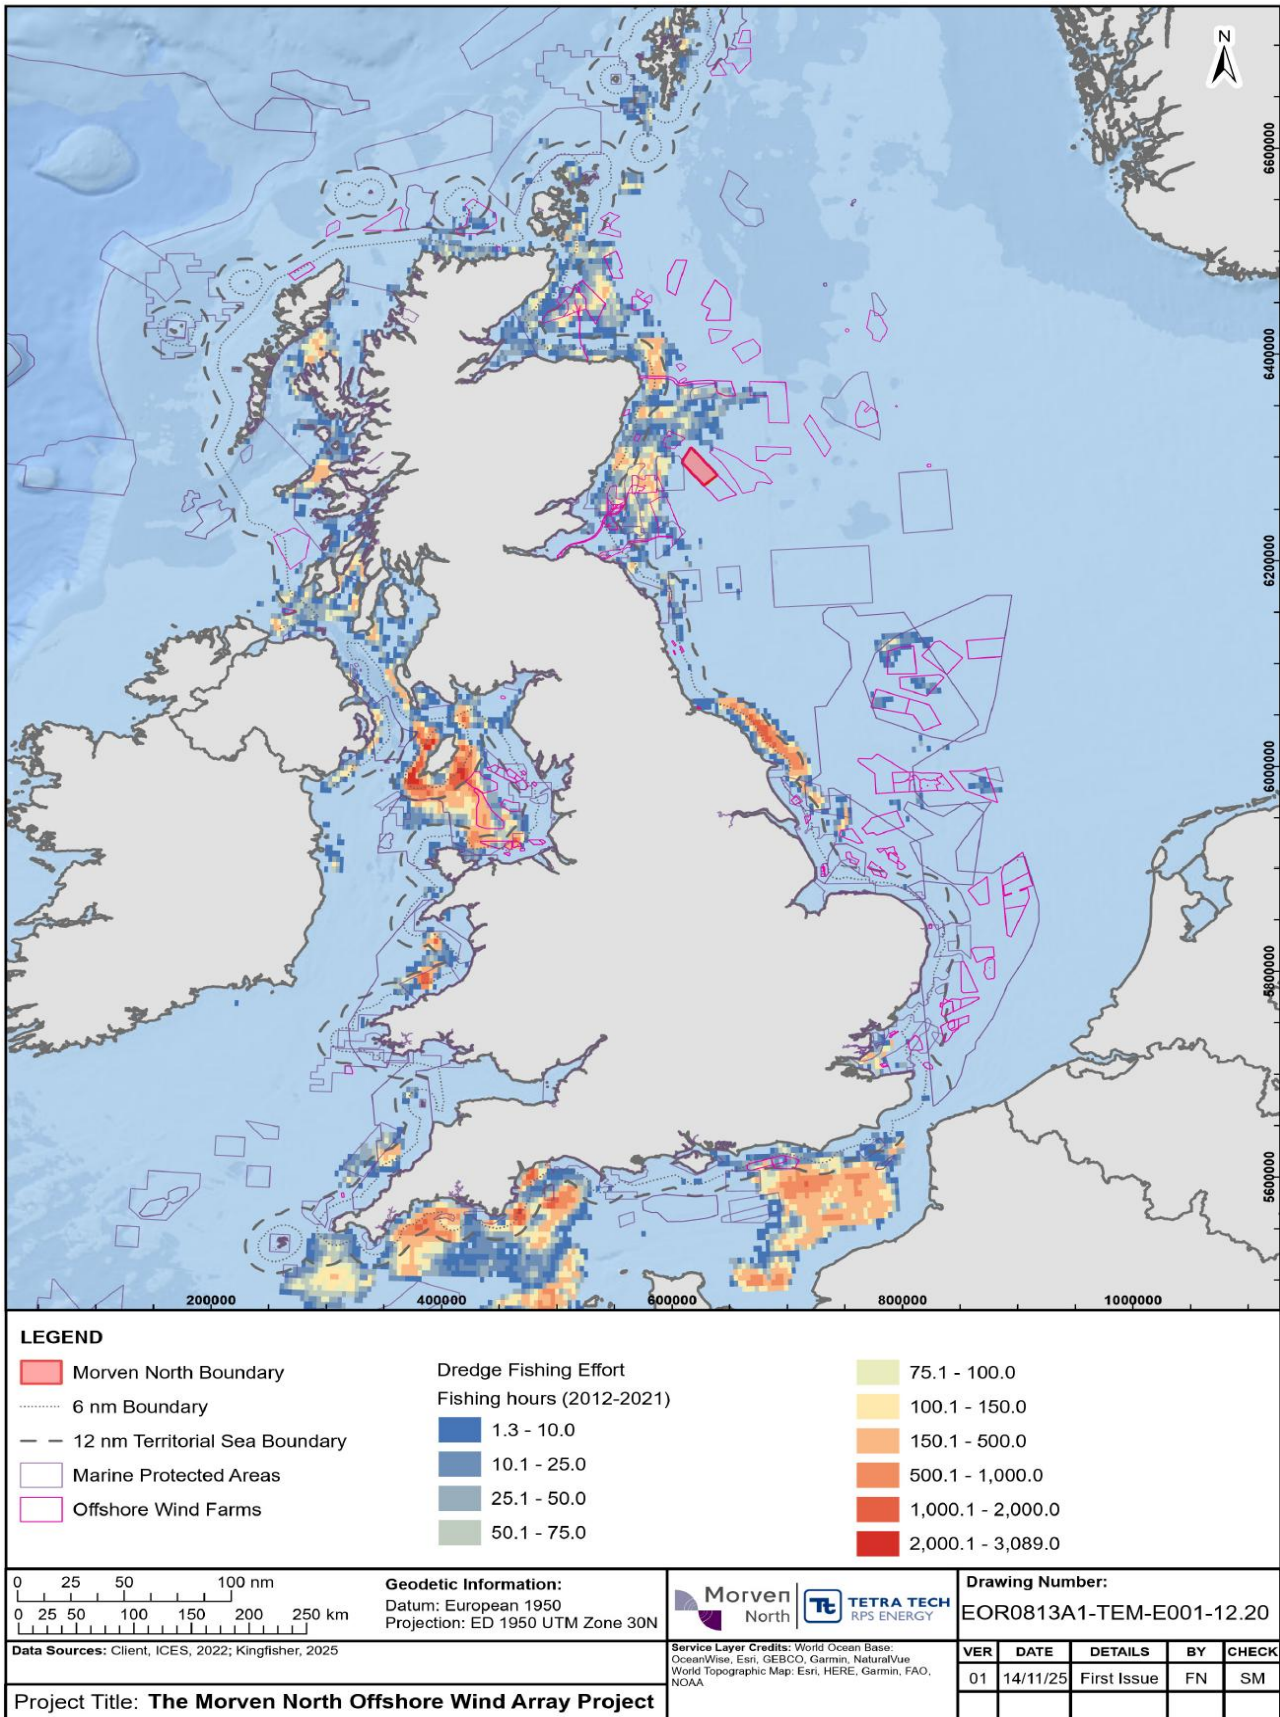 N
6600000
6400000
6200000
6000000
5800000
5600000
200000 400000 600000 800000 1000000
LEGEND
Morven North Boundary
6 nm Boundary
12 nm Territorial Sea Boundary
Marine Protected Areas
Offshore Wind Farms
Dredge Fishing Effort
Fishing hours (2012-2021)
1.3 - 10.0
10.1 - 25.0
25.1 - 50.0
50.1 - 75.0
75.1 - 100.0
100.1 - 150.0
150.1 - 500.0
500.1 - 1,000.0
1,000.1 - 2,000.0
2,000.1 - 3,089.0
0 25 50 100 nm
0 25 50 100 150 200 250 km
Geodetic Information:
Datum: European 1950
Projection: ED 1950 UTM Zone 30N
Data Sources: Client, ICES, 2022; Kingfisher, 2025
Project Title: The Morven North Offshore Wind Array Project
Morven
North
Tt TETRA TECH
RPS ENERGY
Service Layer Credits: World Ocean Base:
OceanWise, Esri, GEBCO, Garmin, NaturalVue
World Topographic Map: Esri, HERE, Garmin, FAO,
NOAA
Drawing Number:
EOR0813A1-TEM-E001-12.20
VER DATE DETAILS BY CHECK
01 14/11/25 First Issue FN SM